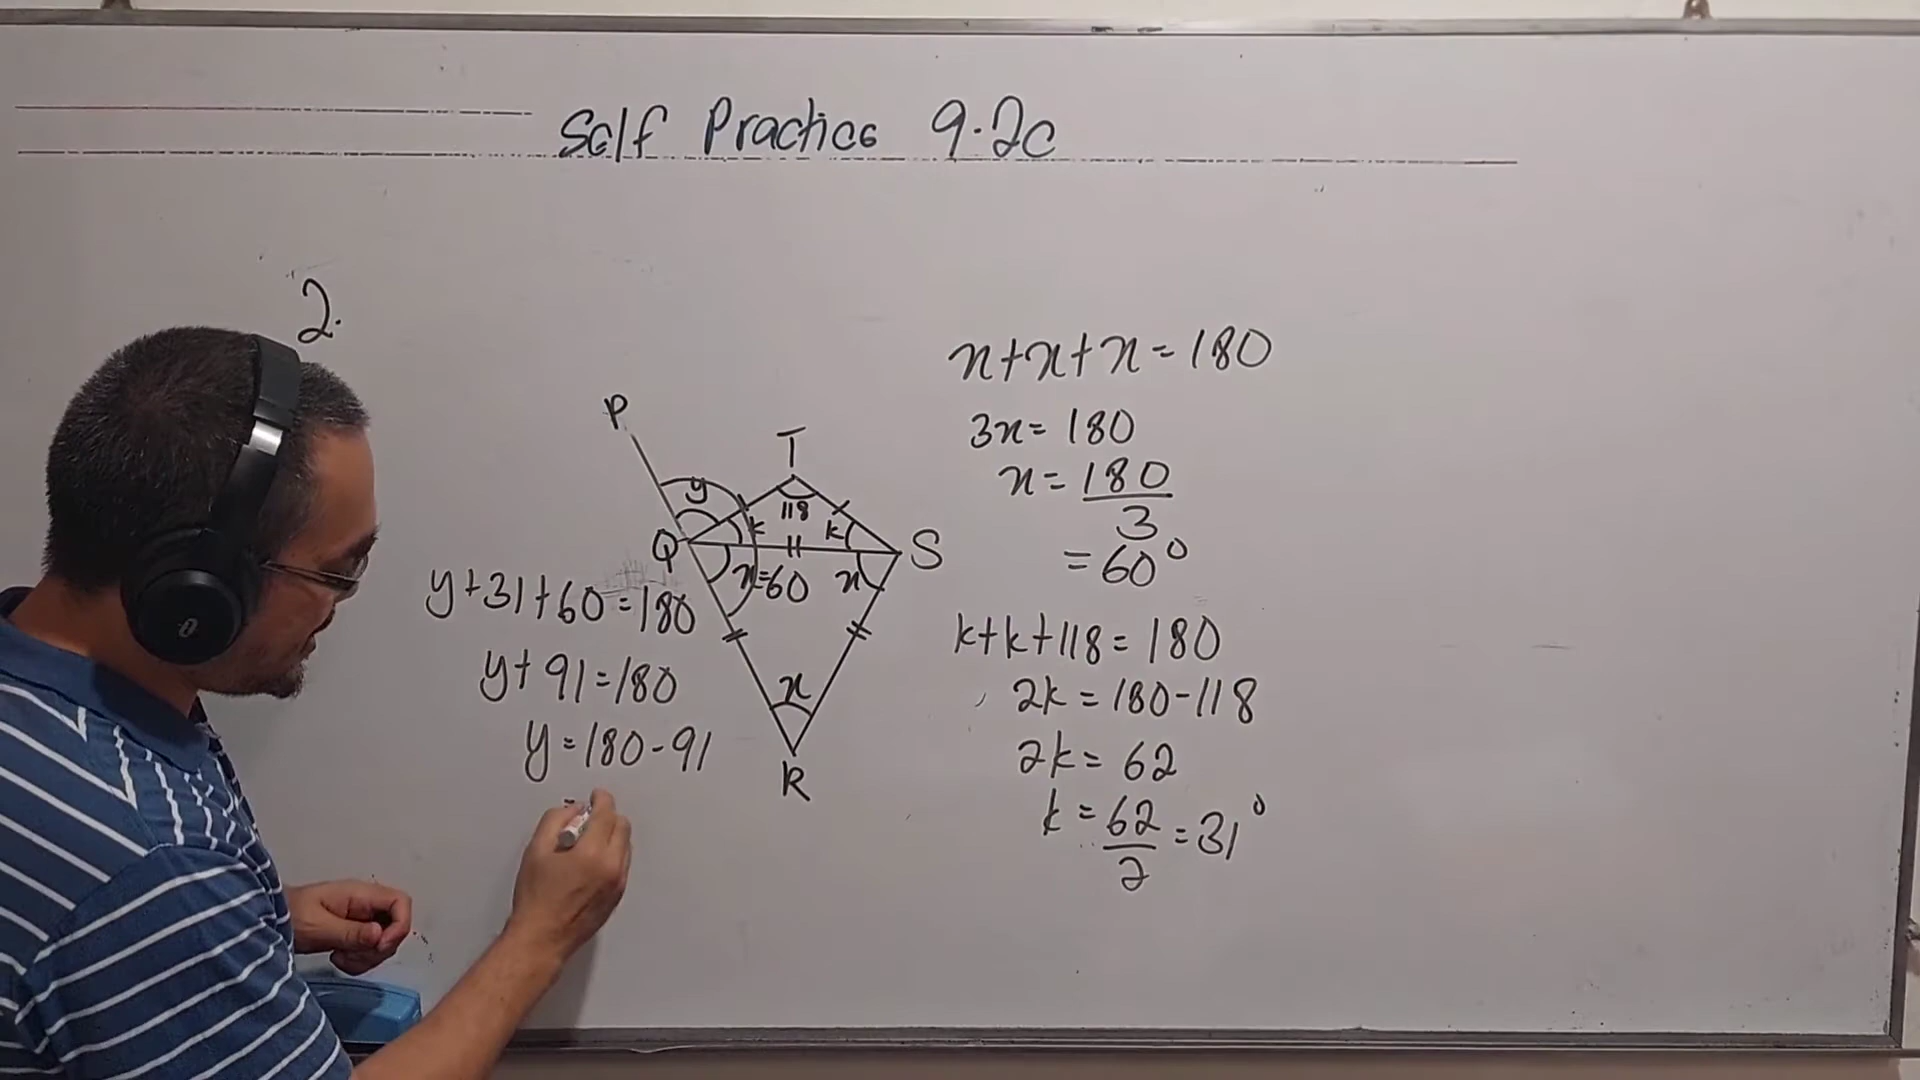 Self Practice 9.2c
2.
P
T
y
118
k
k
Q
S
x=60
x
x
R
y+31+60=180
y+91=180
y=180-91
=
x+x+x=180
3x=180
x=180
3
=60°
k+k+118=180
2k=180-118
2k=62
k=62=31°
2